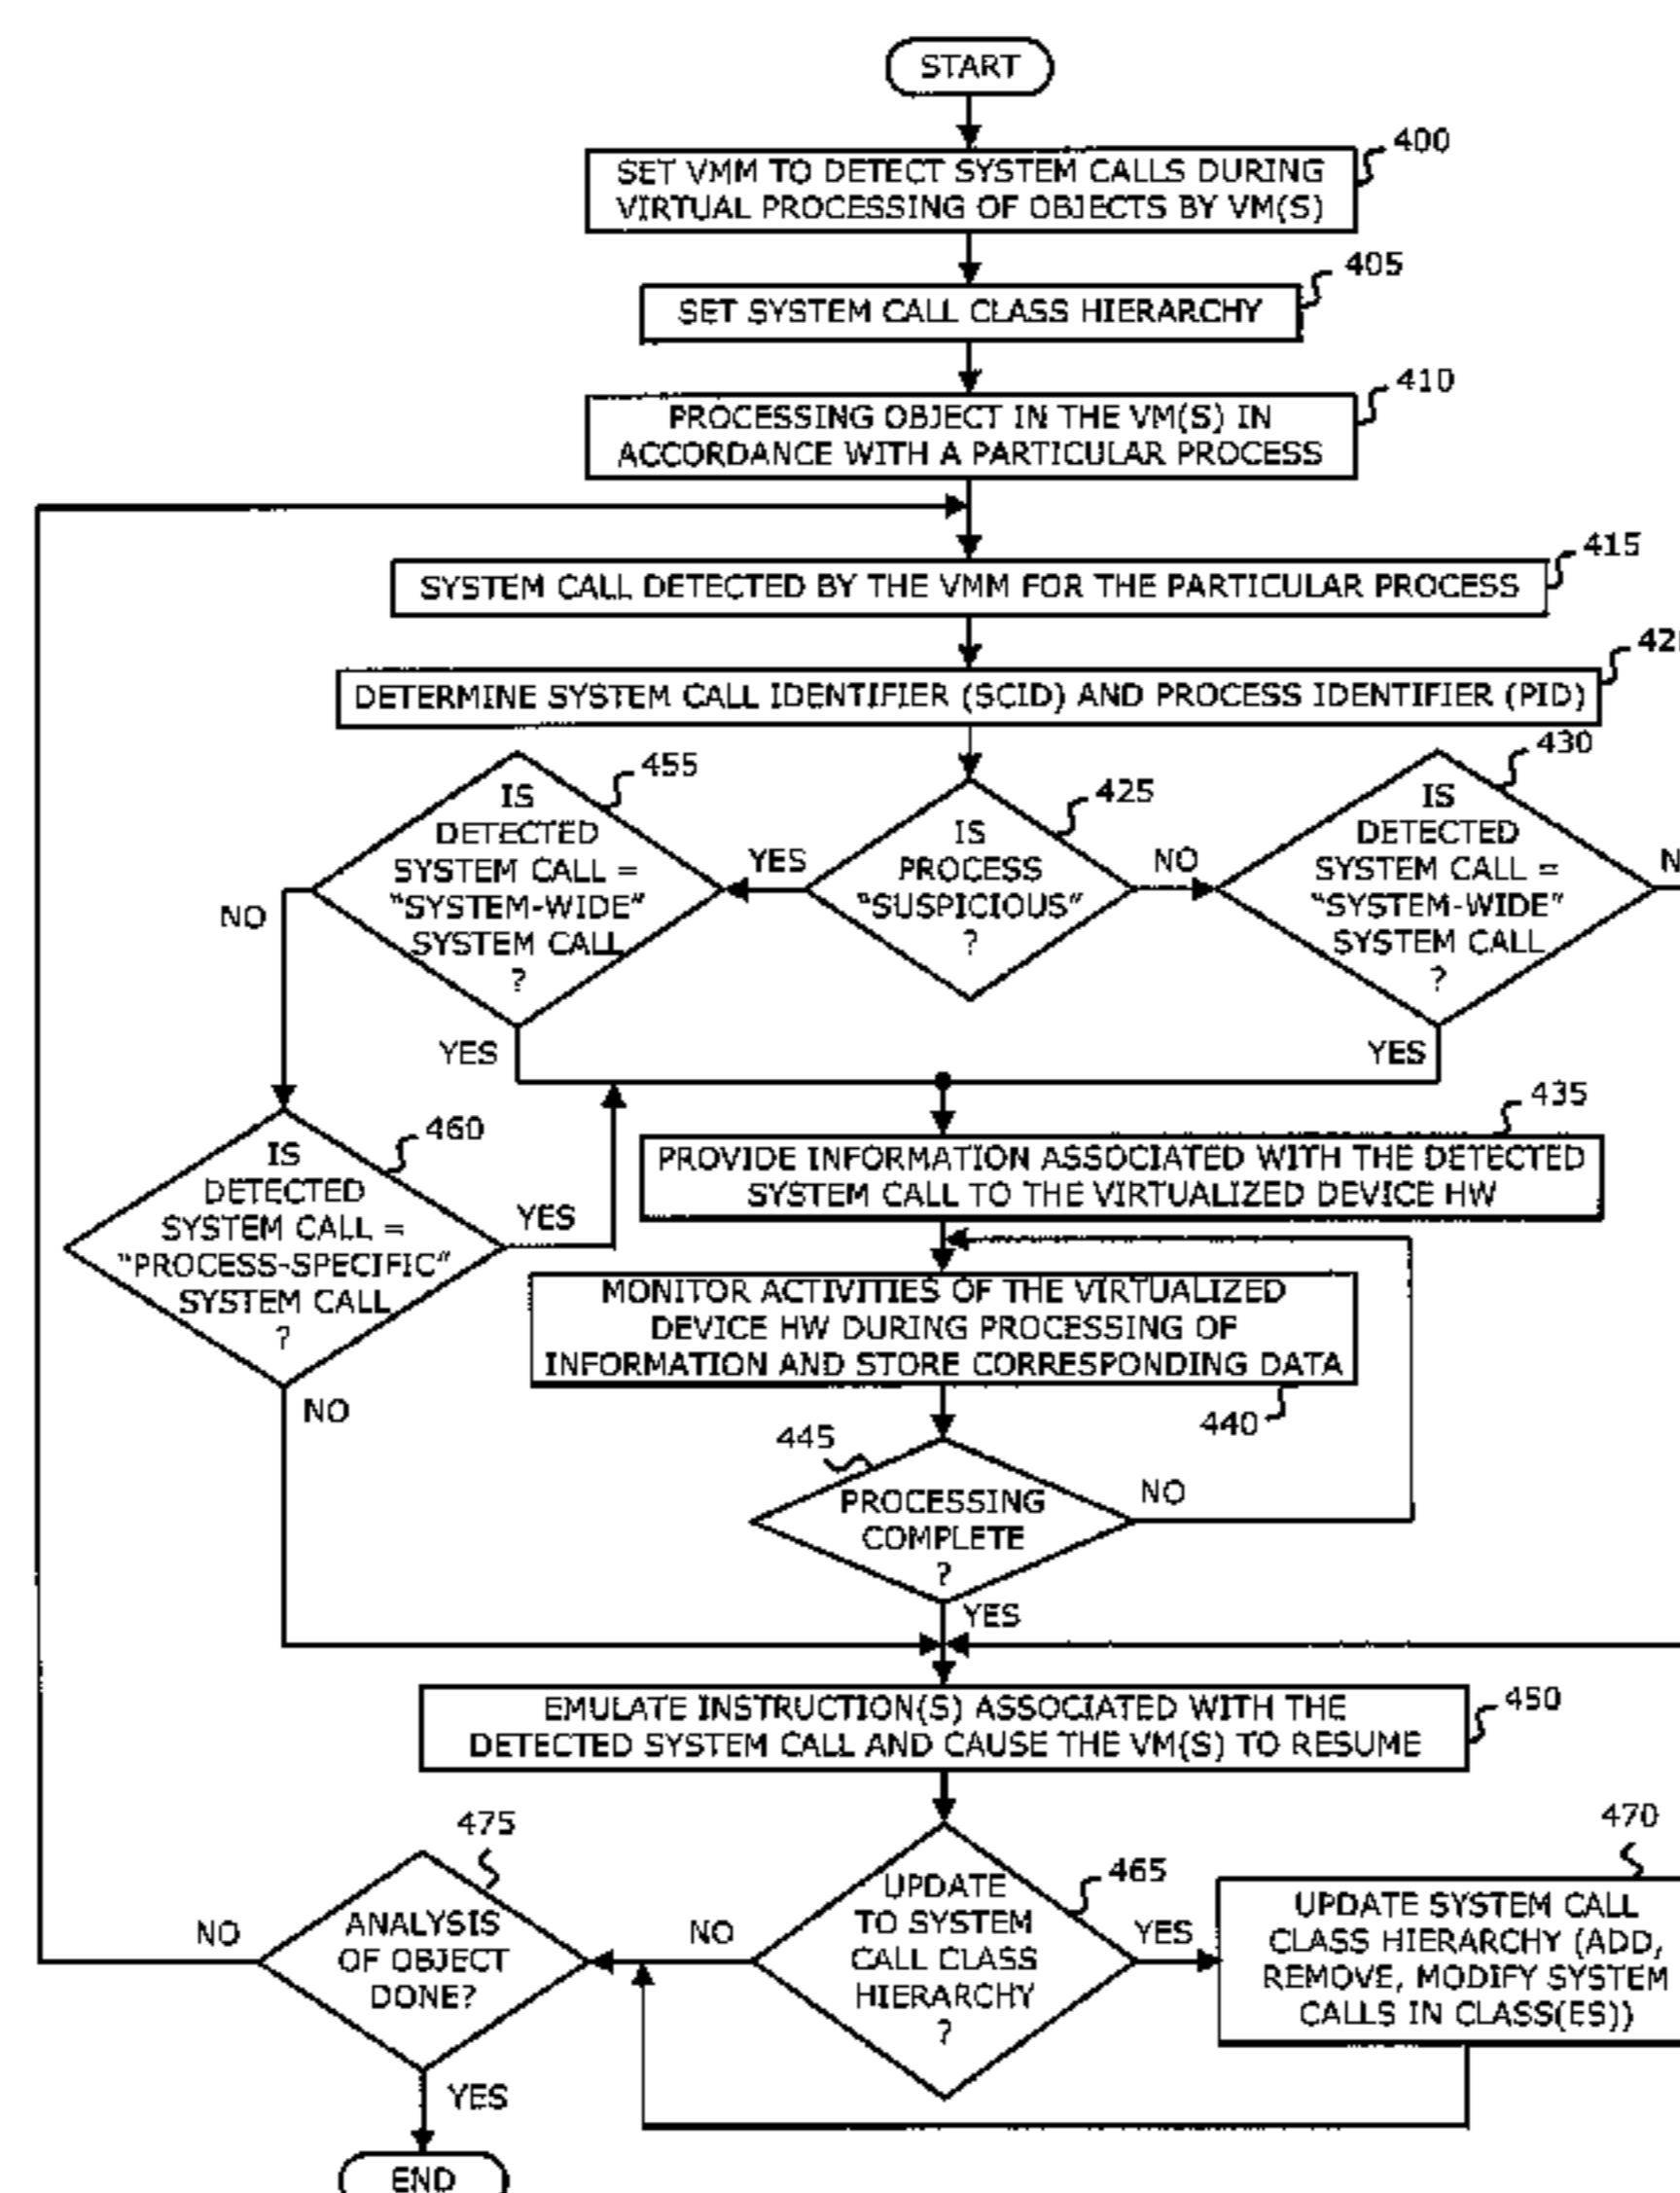 START
400
SET VMM TO DETECT SYSTEM CALLS DURING
VIRTUAL PROCESSING OF OBJECTS BY VM(S)
405
SET SYSTEM CALL CLASS HIERARCHY
410
PROCESSING OBJECT IN THE VM(S) IN
ACCORDANCE WITH A PARTICULAR PROCESS
415
SYSTEM CALL DETECTED BY THE VMM FOR THE PARTICULAR PROCESS
DETERMINE SYSTEM CALL IDENTIFIER (SCID) AND PROCESS IDENTIFIER (PID)
455
IS
DETECTED
SYSTEM CALL =
"SYSTEM-WIDE"
SYSTEM CALL
?
YES
425
IS
PROCESS
"SUSPICIOUS"
?
NO
430
IS
DETECTED
SYSTEM CALL =
"SYSTEM-WIDE"
SYSTEM CALL
?
NO
YES
YES
460
IS
DETECTED
SYSTEM CALL =
"PROCESS-SPECIFIC"
SYSTEM CALL
?
YES
NO
435
PROVIDE INFORMATION ASSOCIATED WITH THE DETECTED
SYSTEM CALL TO THE VIRTUALIZED DEVICE HW
MONITOR ACTIVITIES OF THE VIRTUALIZED
DEVICE HW DURING PROCESSING OF
INFORMATION AND STORE CORRESPONDING DATA
440
445
PROCESSING
COMPLETE
?
NO
YES
EMULATE INSTRUCTION(S) ASSOCIATED WITH THE
DETECTED SYSTEM CALL AND CAUSE THE VM(S) TO RESUME
450
475
ANALYSIS
OF OBJECT
DONE?
NO
YES
465
UPDATE
TO SYSTEM
CALL CLASS
HIERARCHY
?
NO
YES
470
UPDATE SYSTEM CALL
CLASS HIERARCHY (ADD,
REMOVE, MODIFY SYSTEM
CALLS IN CLASS(ES))
END